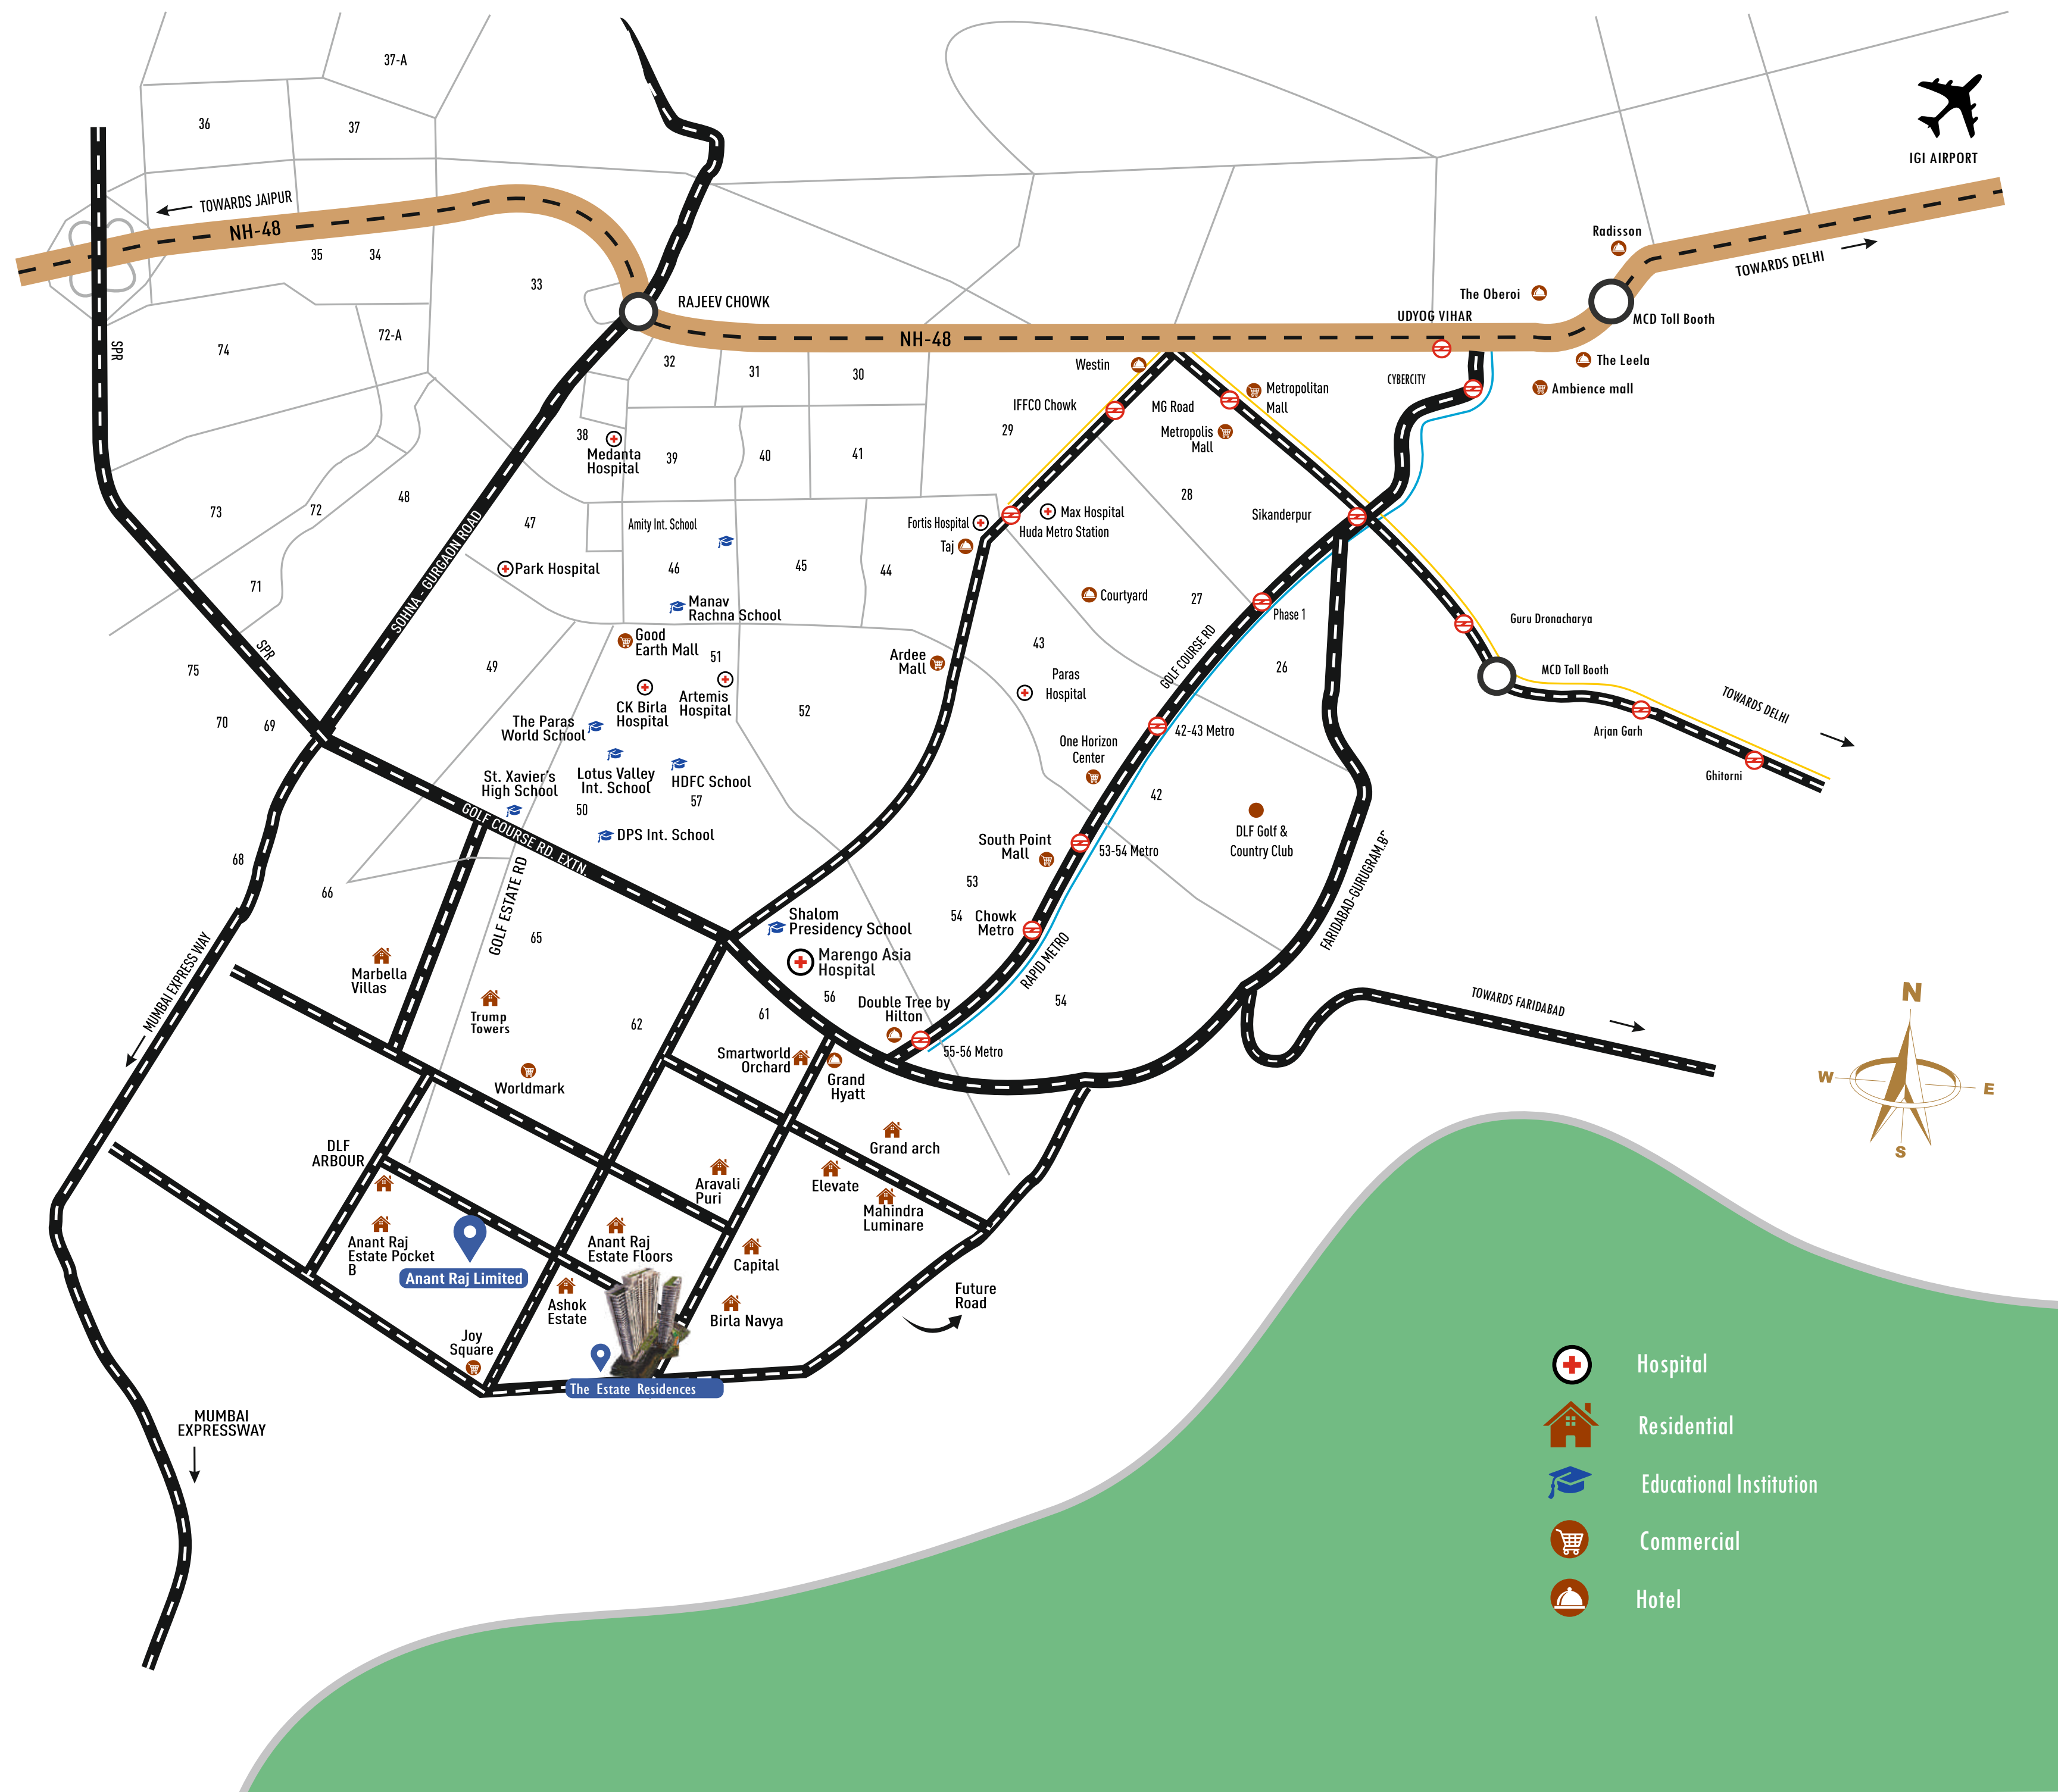 37-A
36
37
IGI AIRPORT
TOWARDS JAIPUR
NH-48
Radisson
35
34
TOWARDS DELHI
33
The Oberoi
RAJEEV CHOWK
UDYOG VIHAR
MCD Toll Booth
72-A
NH-48
SPR
74
32
31
30
Westin
The Leela
CYBERCITY
Ambience mall
Metropolitan
Mall
IFFCO Chowk
MG Road
29
Metropolis
Mall
38
Medanta
Hospital
39
40
41
48
28
73
72
47
Amity Int. School
Fortis Hospital
Max Hospital
Huda Metro Station
Sikanderpur
Taj
SOHNA - GURGAON ROAD
Park Hospital
46
45
44
71
Courtyard
27
Manav
Rachna School
Phase 1
Guru Dronacharya
SPR
Good
Earth Mall
51
43
GOLF COURSE RD
75
49
Ardee
Mall
26
Paras
Hospital
MCD Toll Booth
CK Birla
Hospital
Artemis
Hospital
52
TOWARDS DELHI
70
69
The Paras
World School
42-43 Metro
Arjan Garh
One Horizon
Center
Ghitorni
St. Xavier's
High School
Lotus Valley
Int. School
HDFC School
57
50
42
GOLF COURSE RD. EXTN.
DPS Int. School
DLF Golf &
Country Club
South Point
Mall
53-54 Metro
68
66
53
GOLF ESTATE RD
FARIDABAD-GURUGRAM.BC
54
Chowk
Metro
Shalom
Presidency School
65
Marengo Asia
Hospital
RAPID METRO
MUMBAI EXPRESS WAY
Marbella
Villas
56
54
Double Tree by
Hilton
TOWARDS FARIDABAD
N
Trump
Towers
62
61
Smartworld
Orchard
55-56 Metro
W
E
S
Worldmark
Grand
Hyatt
DLF
ARBOUR
Grand arch
Aravali
Puri
Elevate
Mahindra
Luminare
Anant Raj
Estate Pocket
B
Anant Raj Limited
Anant Raj
Estate Floors
Capital
Ashok
Estate
Birla Navya
Future
Road
Joy
Square
The Estate Residences
MUMBAI
EXPRESSWAY
Hospital
Residential
Educational Institution
Commercial
Hotel